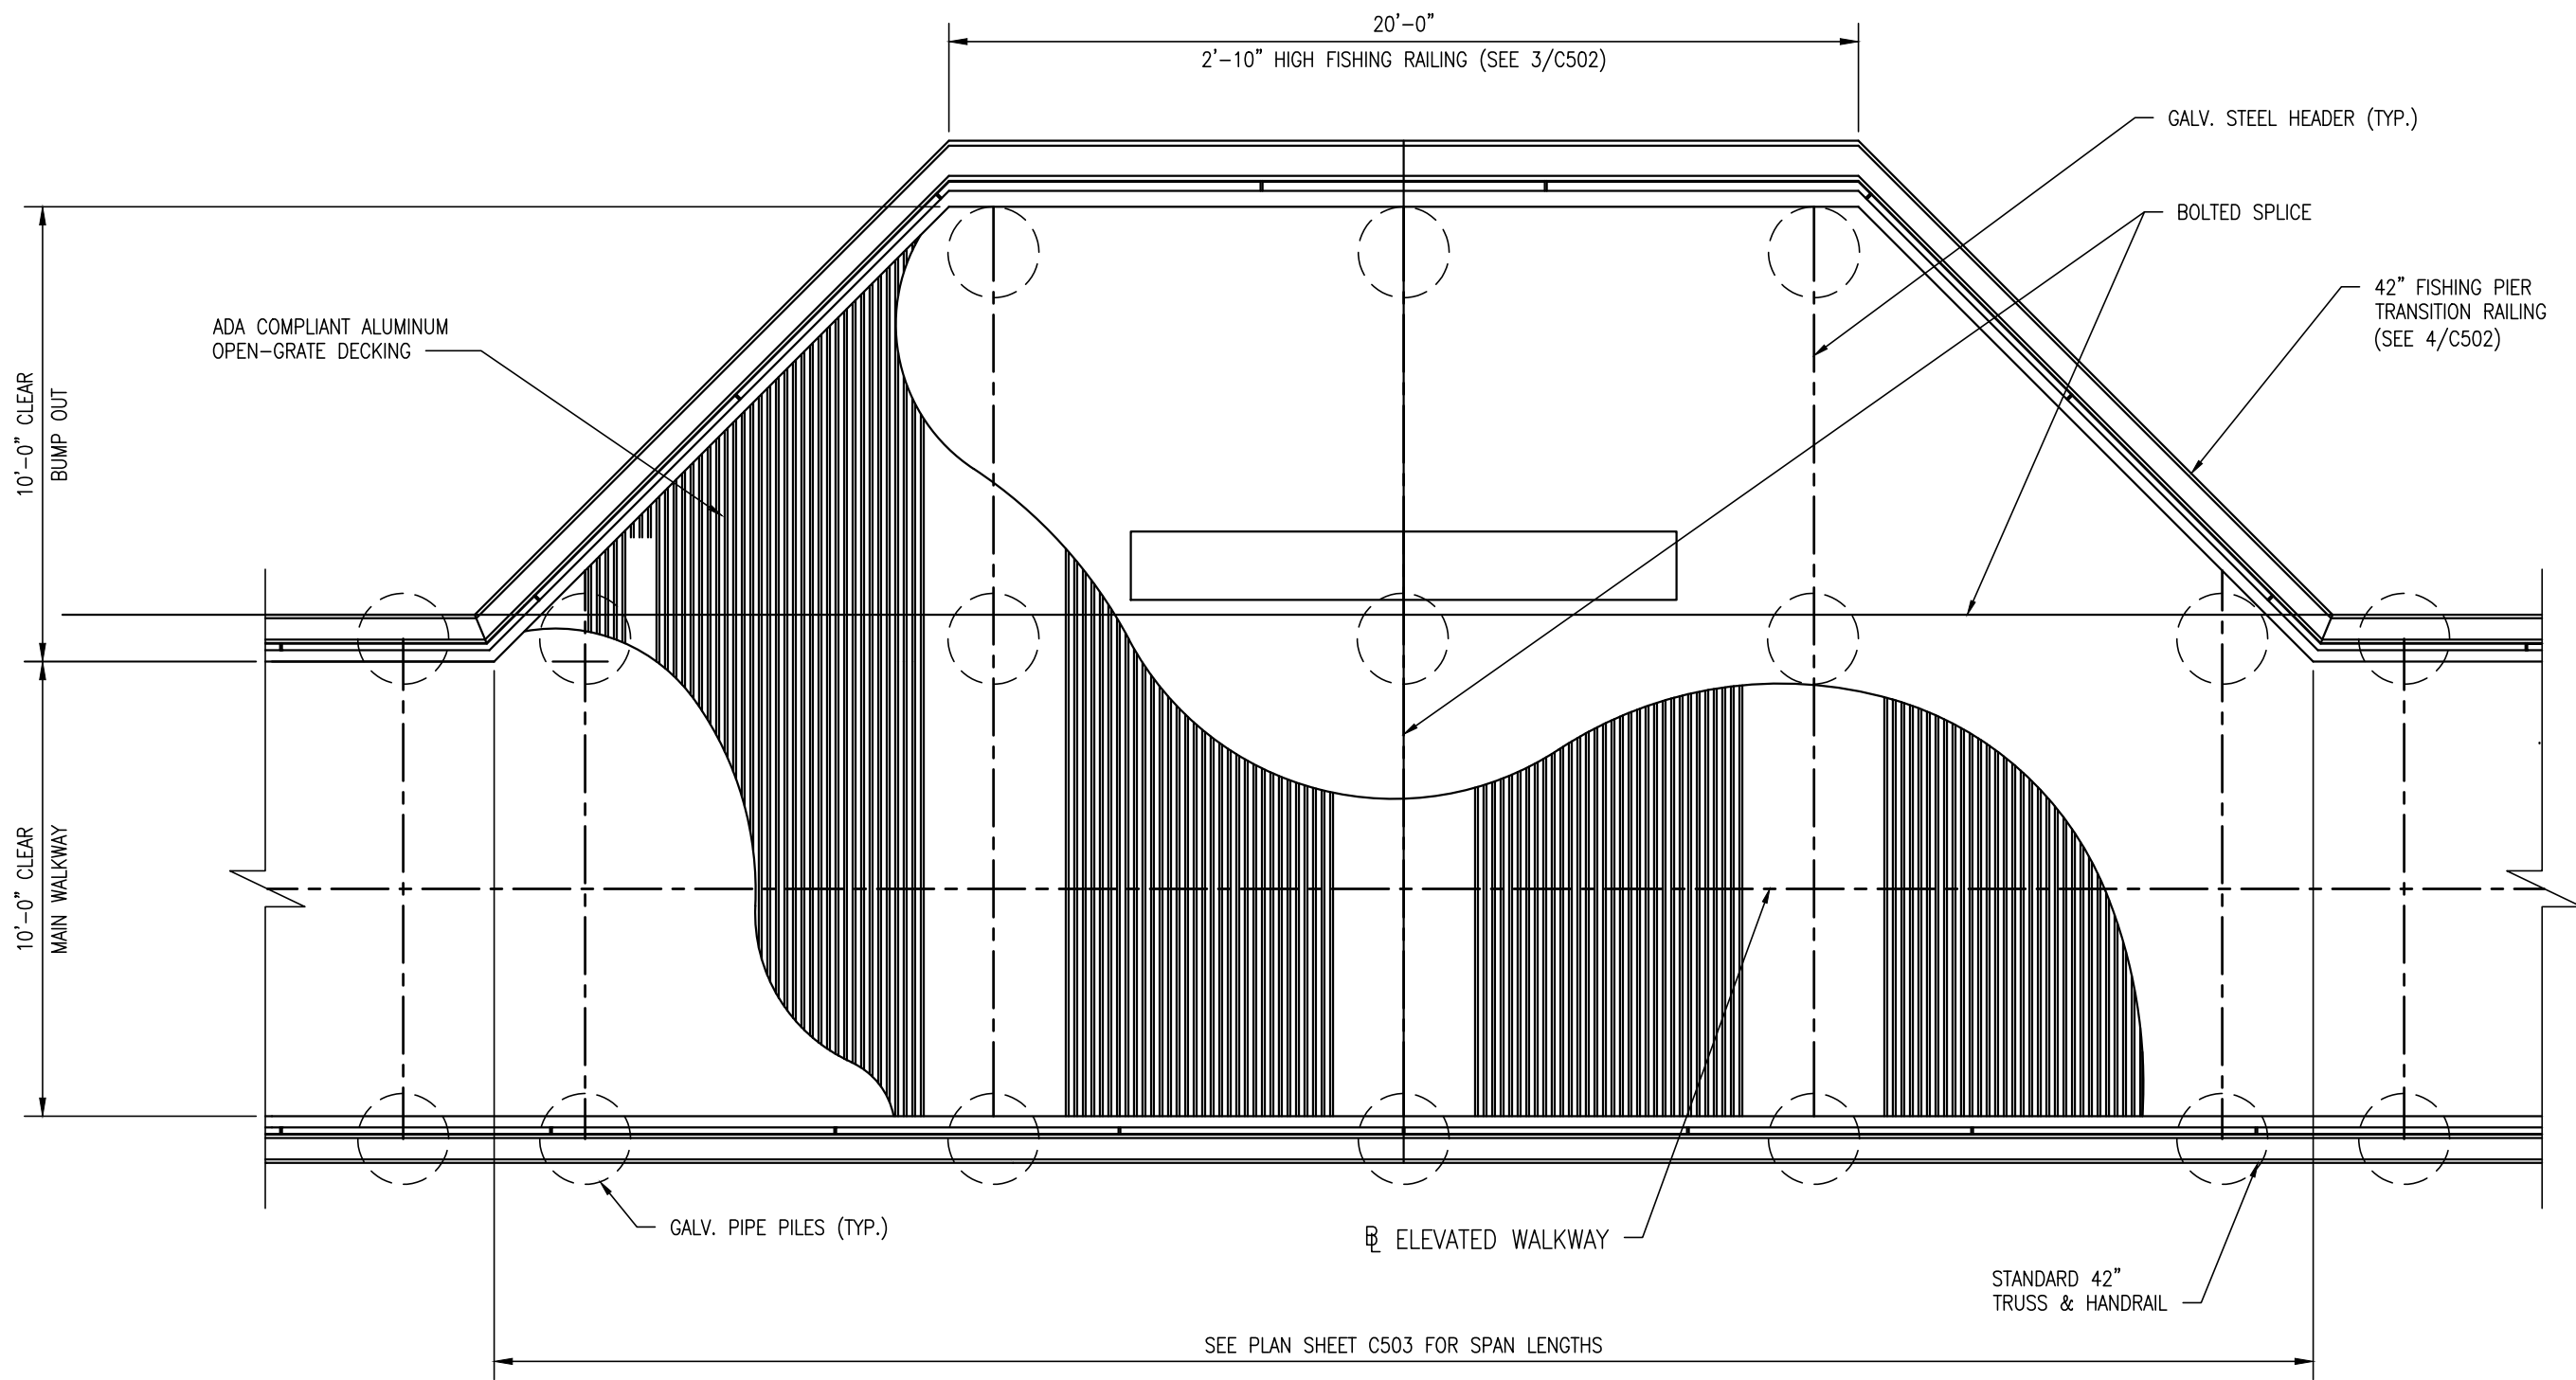 20'-0"
2'-10" HIGH FISHING RAILING (SEE 3/C502)
GALV. STEEL HEADER (TYP.)
BOLTED SPLICE
42" FISHING PIER
TRANSITION RAILING
(SEE 4/C502)
ADA COMPLIANT ALUMINUM
OPEN-GRATE DECKING
10'-0" CLEAR
BUMP OUT
10'-0" CLEAR
MAIN WALKWAY
GALV. PIPE PILES (TYP.)
BL ELEVATED WALKWAY
STANDARD 42"
TRUSS & HANDRAIL
SEE PLAN SHEET C503 FOR SPAN LENGTHS